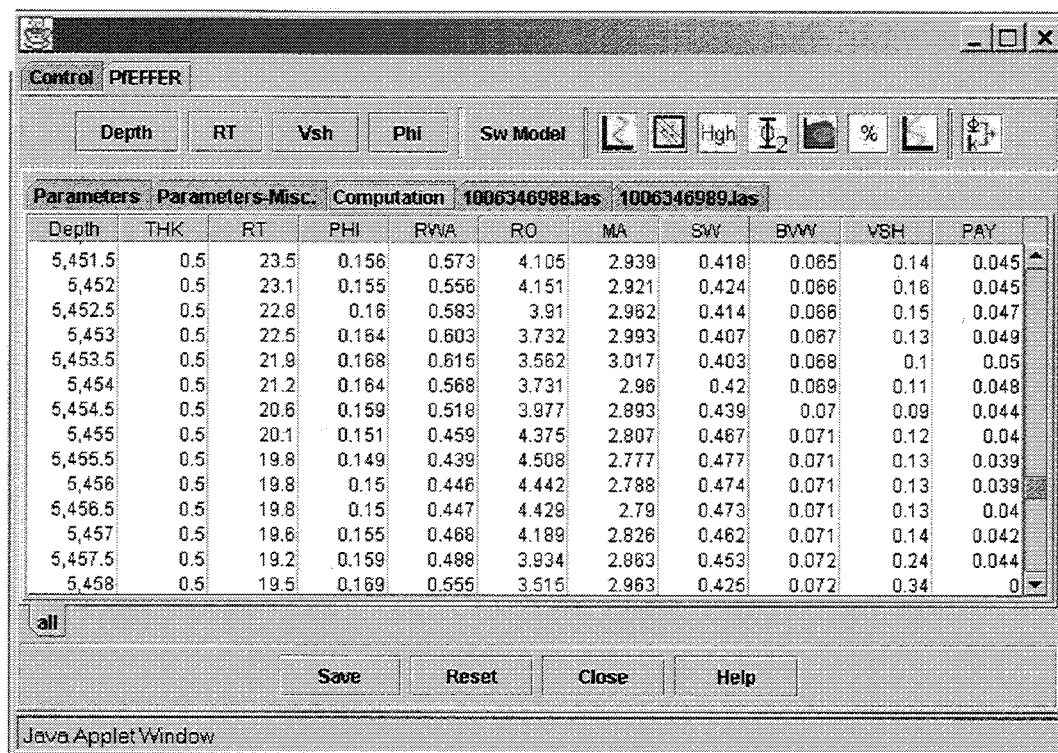 Control PfEFFER
Depth RT Vsh Phi Sw Model Hgh Φ2 % Φ k
Parameters Parameters-Misc. Computation 1006346988.las 1006346989.las
Depth THK RT PHI RWA RO MA SW BVW VSH PAY
5,451.5 0.5 23.5 0.156 0.573 4.105 2.939 0.418 0.065 0.14 0.045
5,452 0.5 23.1 0.155 0.556 4.151 2.921 0.424 0.066 0.16 0.045
5,452.5 0.5 22.8 0.16 0.583 3.91 2.962 0.414 0.066 0.15 0.047
5,453 0.5 22.5 0.164 0.603 3.732 2.993 0.407 0.067 0.13 0.049
5,453.5 0.5 21.9 0.168 0.615 3.562 3.017 0.403 0.068 0.1 0.05
5,454 0.5 21.2 0.164 0.568 3.731 2.96 0.42 0.069 0.11 0.048
5,454.5 0.5 20.6 0.159 0.518 3.977 2.893 0.439 0.07 0.09 0.044
5,455 0.5 20.1 0.151 0.459 4.375 2.807 0.467 0.071 0.12 0.04
5,455.5 0.5 19.8 0.149 0.439 4.508 2.777 0.477 0.071 0.13 0.039
5,456 0.5 19.8 0.15 0.446 4.442 2.788 0.474 0.071 0.13 0.039
5,456.5 0.5 19.8 0.15 0.447 4.429 2.79 0.473 0.071 0.13 0.04
5,457 0.5 19.6 0.155 0.468 4.189 2.826 0.462 0.071 0.14 0.042
5,457.5 0.5 19.2 0.159 0.488 3.934 2.863 0.453 0.072 0.24 0.044
5,458 0.5 19.5 0.169 0.555 3.515 2.963 0.425 0.072 0.34 0
all
Save Reset Close Help
Java Applet Window